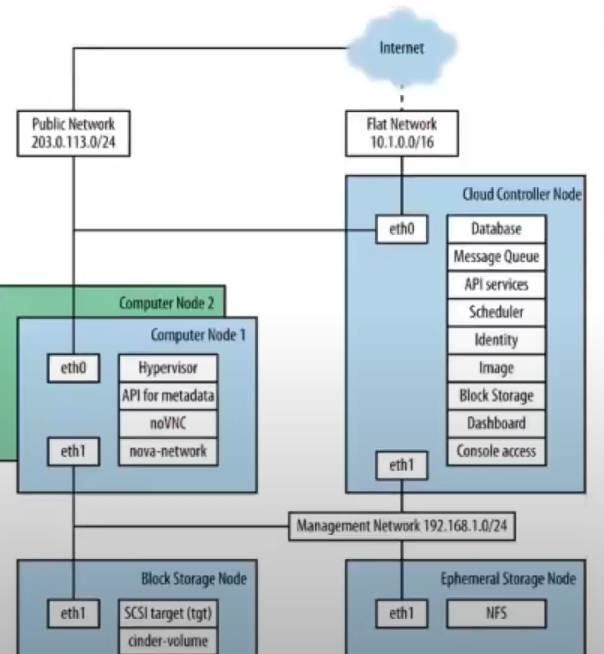 Internet
Public Network
203.0.113.0/24
Flat Network
10.1.0.0/16
Cloud Controller Node
eth0
Database
Message Queue
API services
Scheduler
Identity
Image
Block Storage
Dashboard
Console access
eth1
Computer Node 2
Computer Node 1
eth0
Hypervisor
API for metadata
noVNC
nova-network
eth1
Management Network 192.168.1.0/24
Block Storage Node
eth1
SCSI target (tgt)
cinder-volume
Ephemeral Storage Node
eth1
NFS